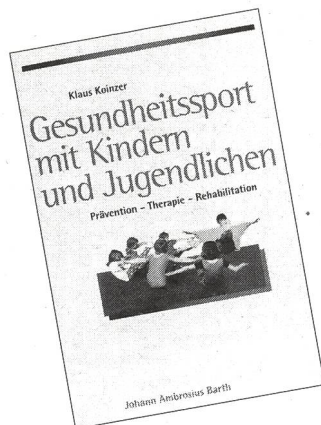 Klaus Koinzer
Gesundheitssport
mit Kindern
und Jugendlichen
Prävention – Therapie – Rehabilitation
Johann Ambrosius Barth